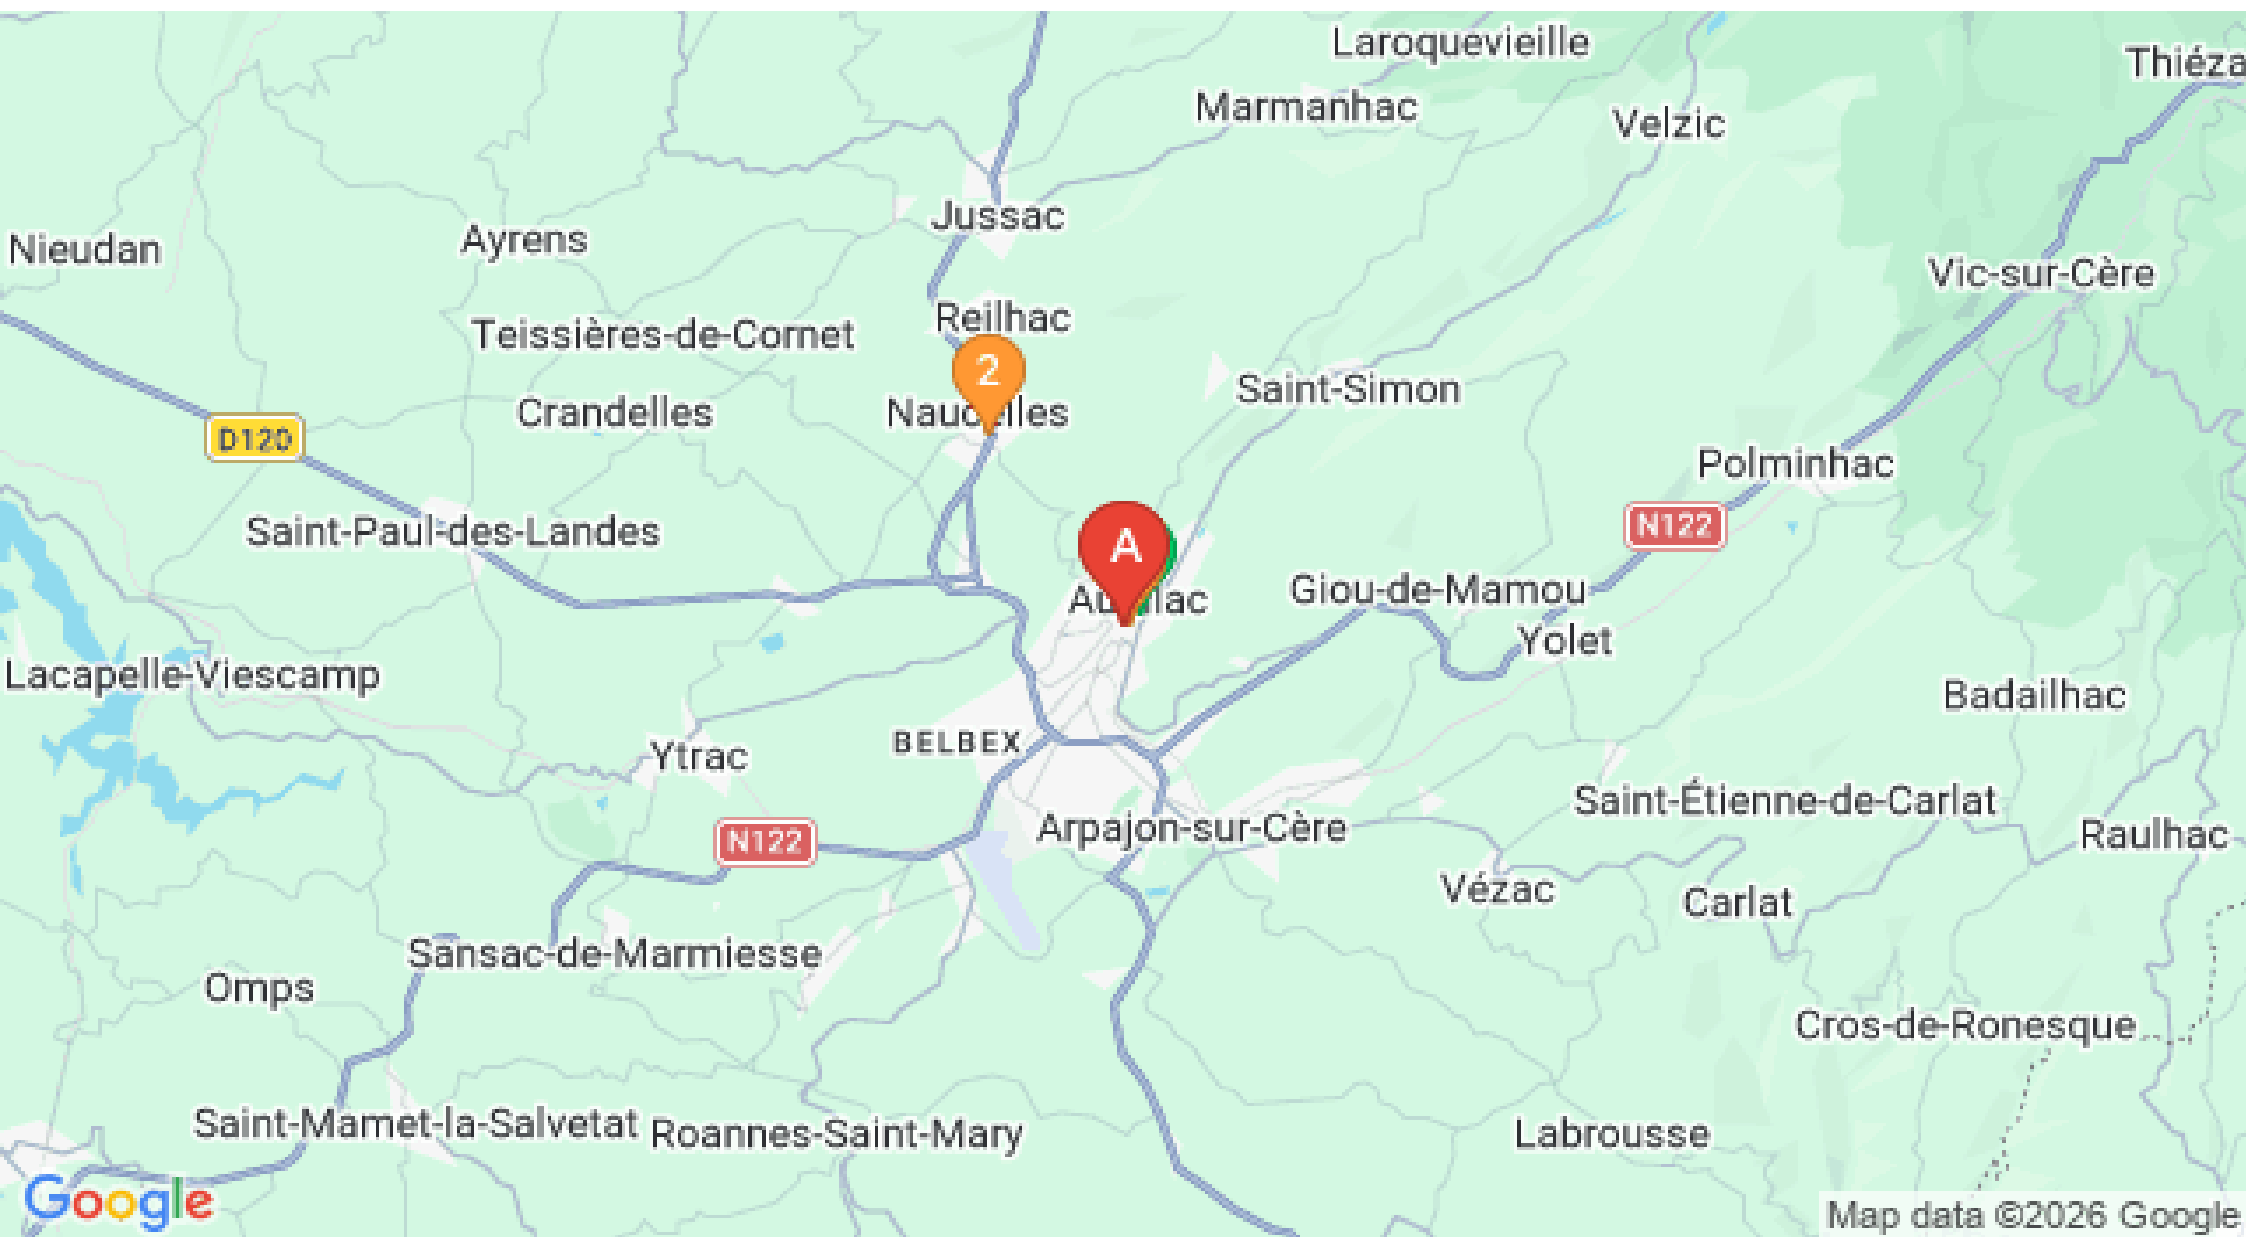 Laroquevieille
Thiéza
Marmanhac
Velzic
Jussac
Ayrens
Nieudan
Vic-sur-Cère
Reilhac
Teissières-de-Cornet
2
Saint-Simon
Crandelles
D120
Polminhac
N122
Saint-Paul-des-Landes
A
Giou-de-Mamou
Yolet
Lacapelle-Viescamp
Badailhac
BELBEX
Ytrac
Saint-Étienne-de-Carlat
Arpajon-sur-Cère
Raulhac
N122
Vézac
Carlat
Sansac-de-Marmiesse
Omps
Cros-de-Ronesque
Saint-Mamet-la-Salvetat
Roannes-Saint-Mary
Labrousse
Google
Map data ©2026 Google